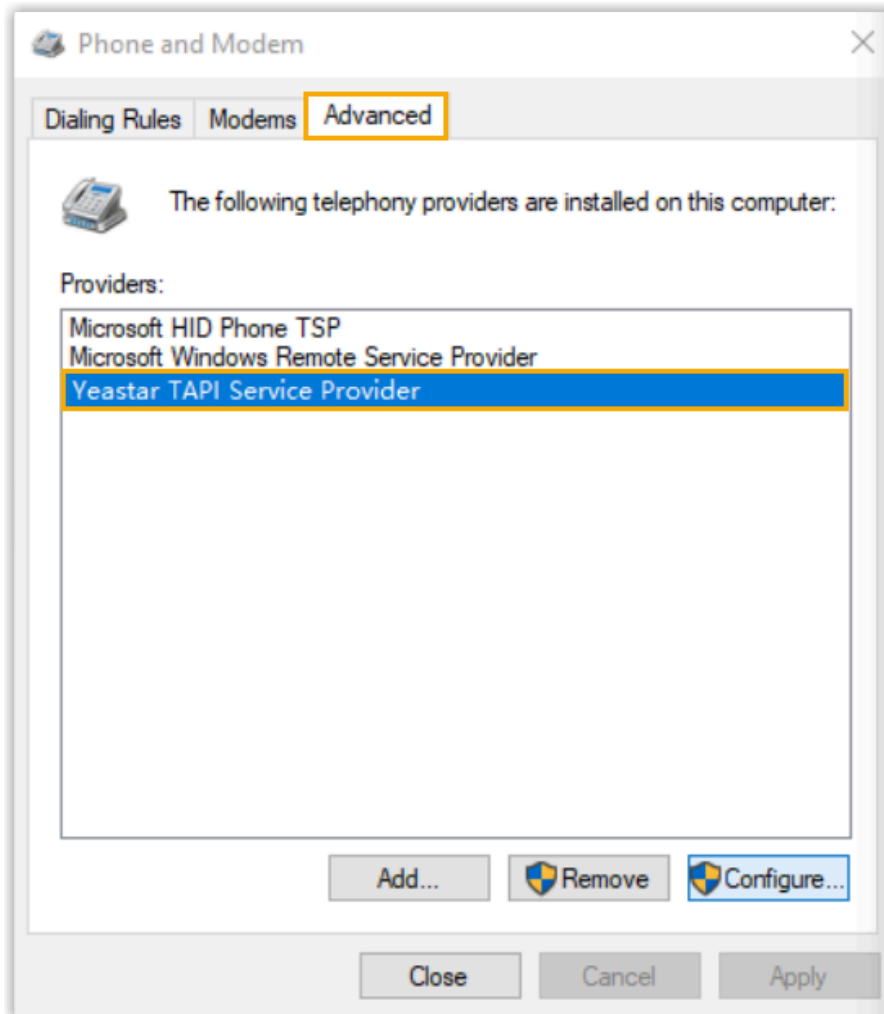 Phone and Modem
Dialing Rules Modems Advanced
The following telephony providers are installed on this computer:
Providers:
Microsoft HID Phone TSP
Microsoft Windows Remote Service Provider
Yeastar TAPI Service Provider
Add... Remove Configure...
Close Cancel Apply